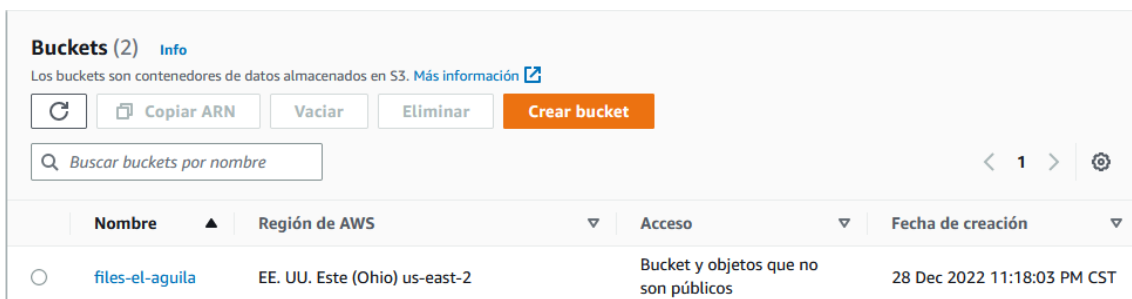 Buckets (2) Info
Los buckets son contenedores de datos almacenados en S3. Más información
Copiar ARN Vaciar Eliminar Crear bucket
Buscar buckets por nombre
1
Nombre Región de AWS Acceso Fecha de creación
files-el-aguila EE. UU. Este (Ohio) us-east-2 Bucket y objetos que no son públicos 28 Dec 2022 11:18:03 PM CST